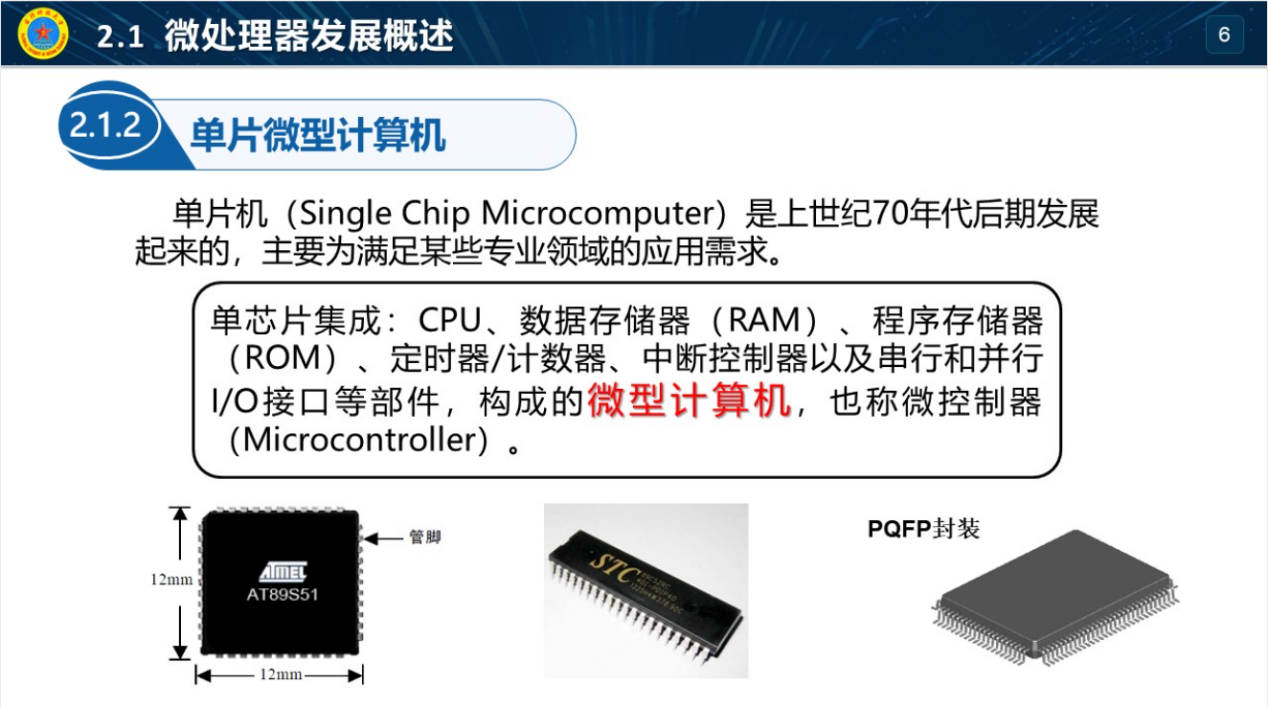 2.1 微处理器发展概述
6
2.1.2
单片微型计算机
单片机（Single Chip Microcomputer）是上世纪70年代后期发展
起来的，主要为满足某些专业领域的应用需求。
单芯片集成：CPU、数据存储器（RAM）、程序存储器
（ROM）、定时器/计数器、中断控制器以及串行和并行
I/O接口等部件，构成的微型计算机，也称微控制器
（Microcontroller）。
12mm
ATMEL
AT89S51
管脚
12mm
STC
PQFP封装